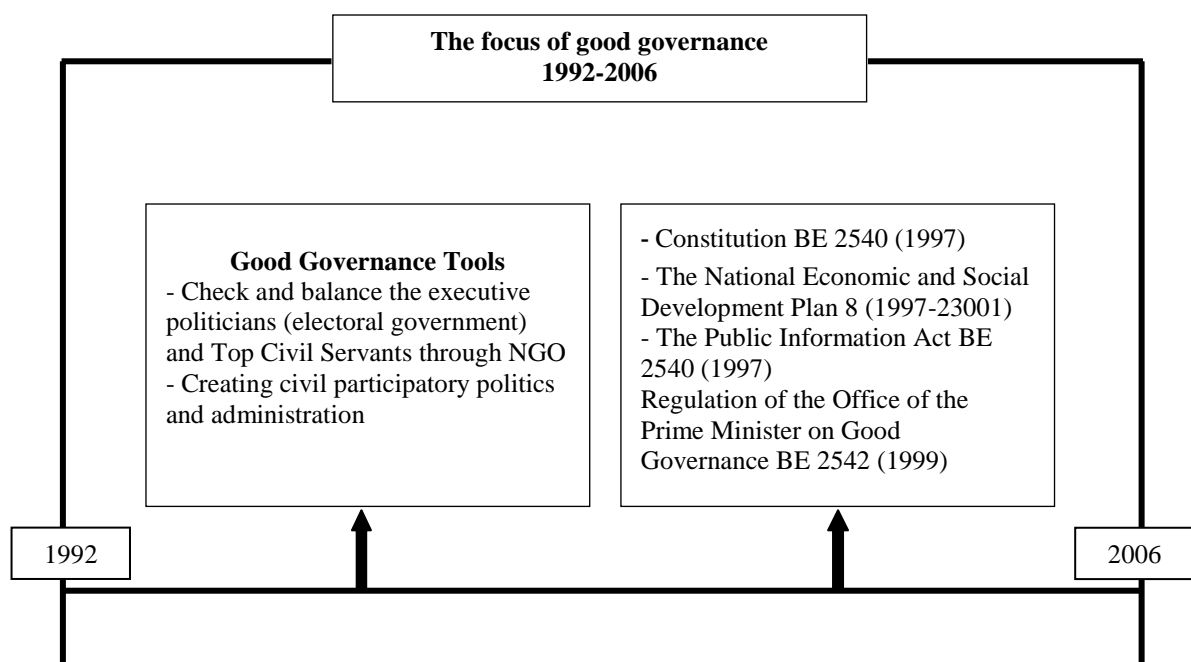 The focus of good governance
1992-2006
Good Governance Tools
- Check and balance the executive
politicians (electoral government)
and Top Civil Servants through NGO
- Creating civil participatory politics
and administration
- Constitution BE 2540 (1997)
- The National Economic and Social
Development Plan 8 (1997-23001)
- The Public Information Act BE
2540 (1997)
Regulation of the Office of the
Prime Minister on Good
Governance BE 2542 (1999)
1992
2006